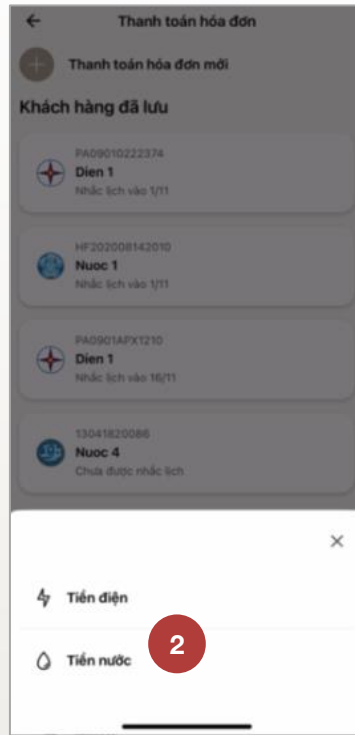 Thanh toán hóa đơn
Thanh toán hóa đơn mới
Khách hàng đã lưu
PA09010222374
Dien 1
Nhắc lịch vào 1/11
HF202008142010
Nuoc 1
Nhắc lịch vào 1/11
PA0901APX1210
Dien 1
Nhắc lịch vào 16/11
13041820086
Nuoc 4
Chưa được nhắc lịch
Tiền điện
2
Tiền nước